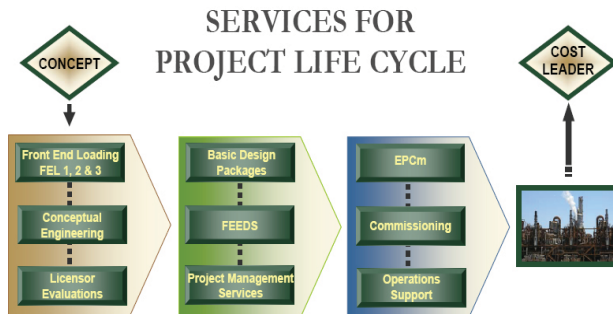 SERVICES FOR
PROJECT LIFE CYCLE
CONCEPT
COST
LEADER
Front End Loading
FEL 1, 2 & 3
Conceptual
Engineering
Licensor
Evaluations
Basic Design
Packages
FEEDS
Project Management
Services
EPCm
Commissioning
Operations
Support